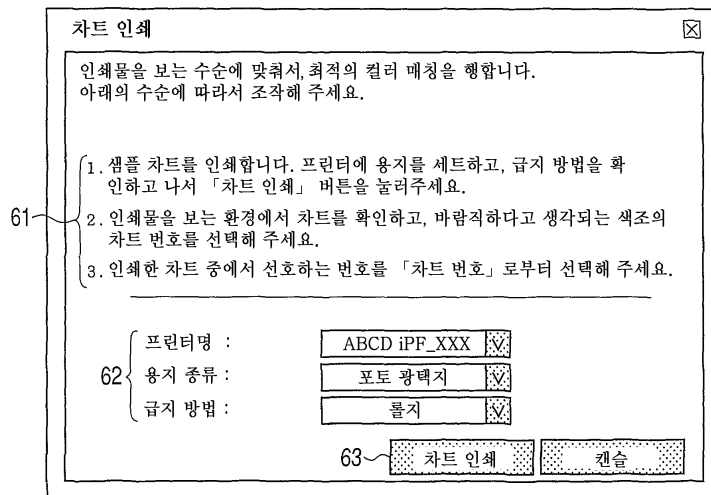 차트 인쇄
인쇄물을 보는 수순에 맞춰서, 최적의 컬러 매칭을 행합니다.
아래의 수순에 따라서 조작해 주세요.
61
1. 샘플 차트를 인쇄합니다. 프린터에 용지를 세트하고, 급지 방법을 확
인하고 나서 「차트 인쇄」 버튼을 눌러주세요.
2. 인쇄물을 보는 환경에서 차트를 확인하고, 바람직하다고 생각되는 색조의
차트 번호를 선택해 주세요.
3. 인쇄한 차트 중에서 선호하는 번호를 「차트 번호」로부터 선택해 주세요.
62
프린터명 : ABCD iPF_XXX
용지 종류 : 포토 광택지
급지 방법 : 롤지
63 차트 인쇄 캔슬